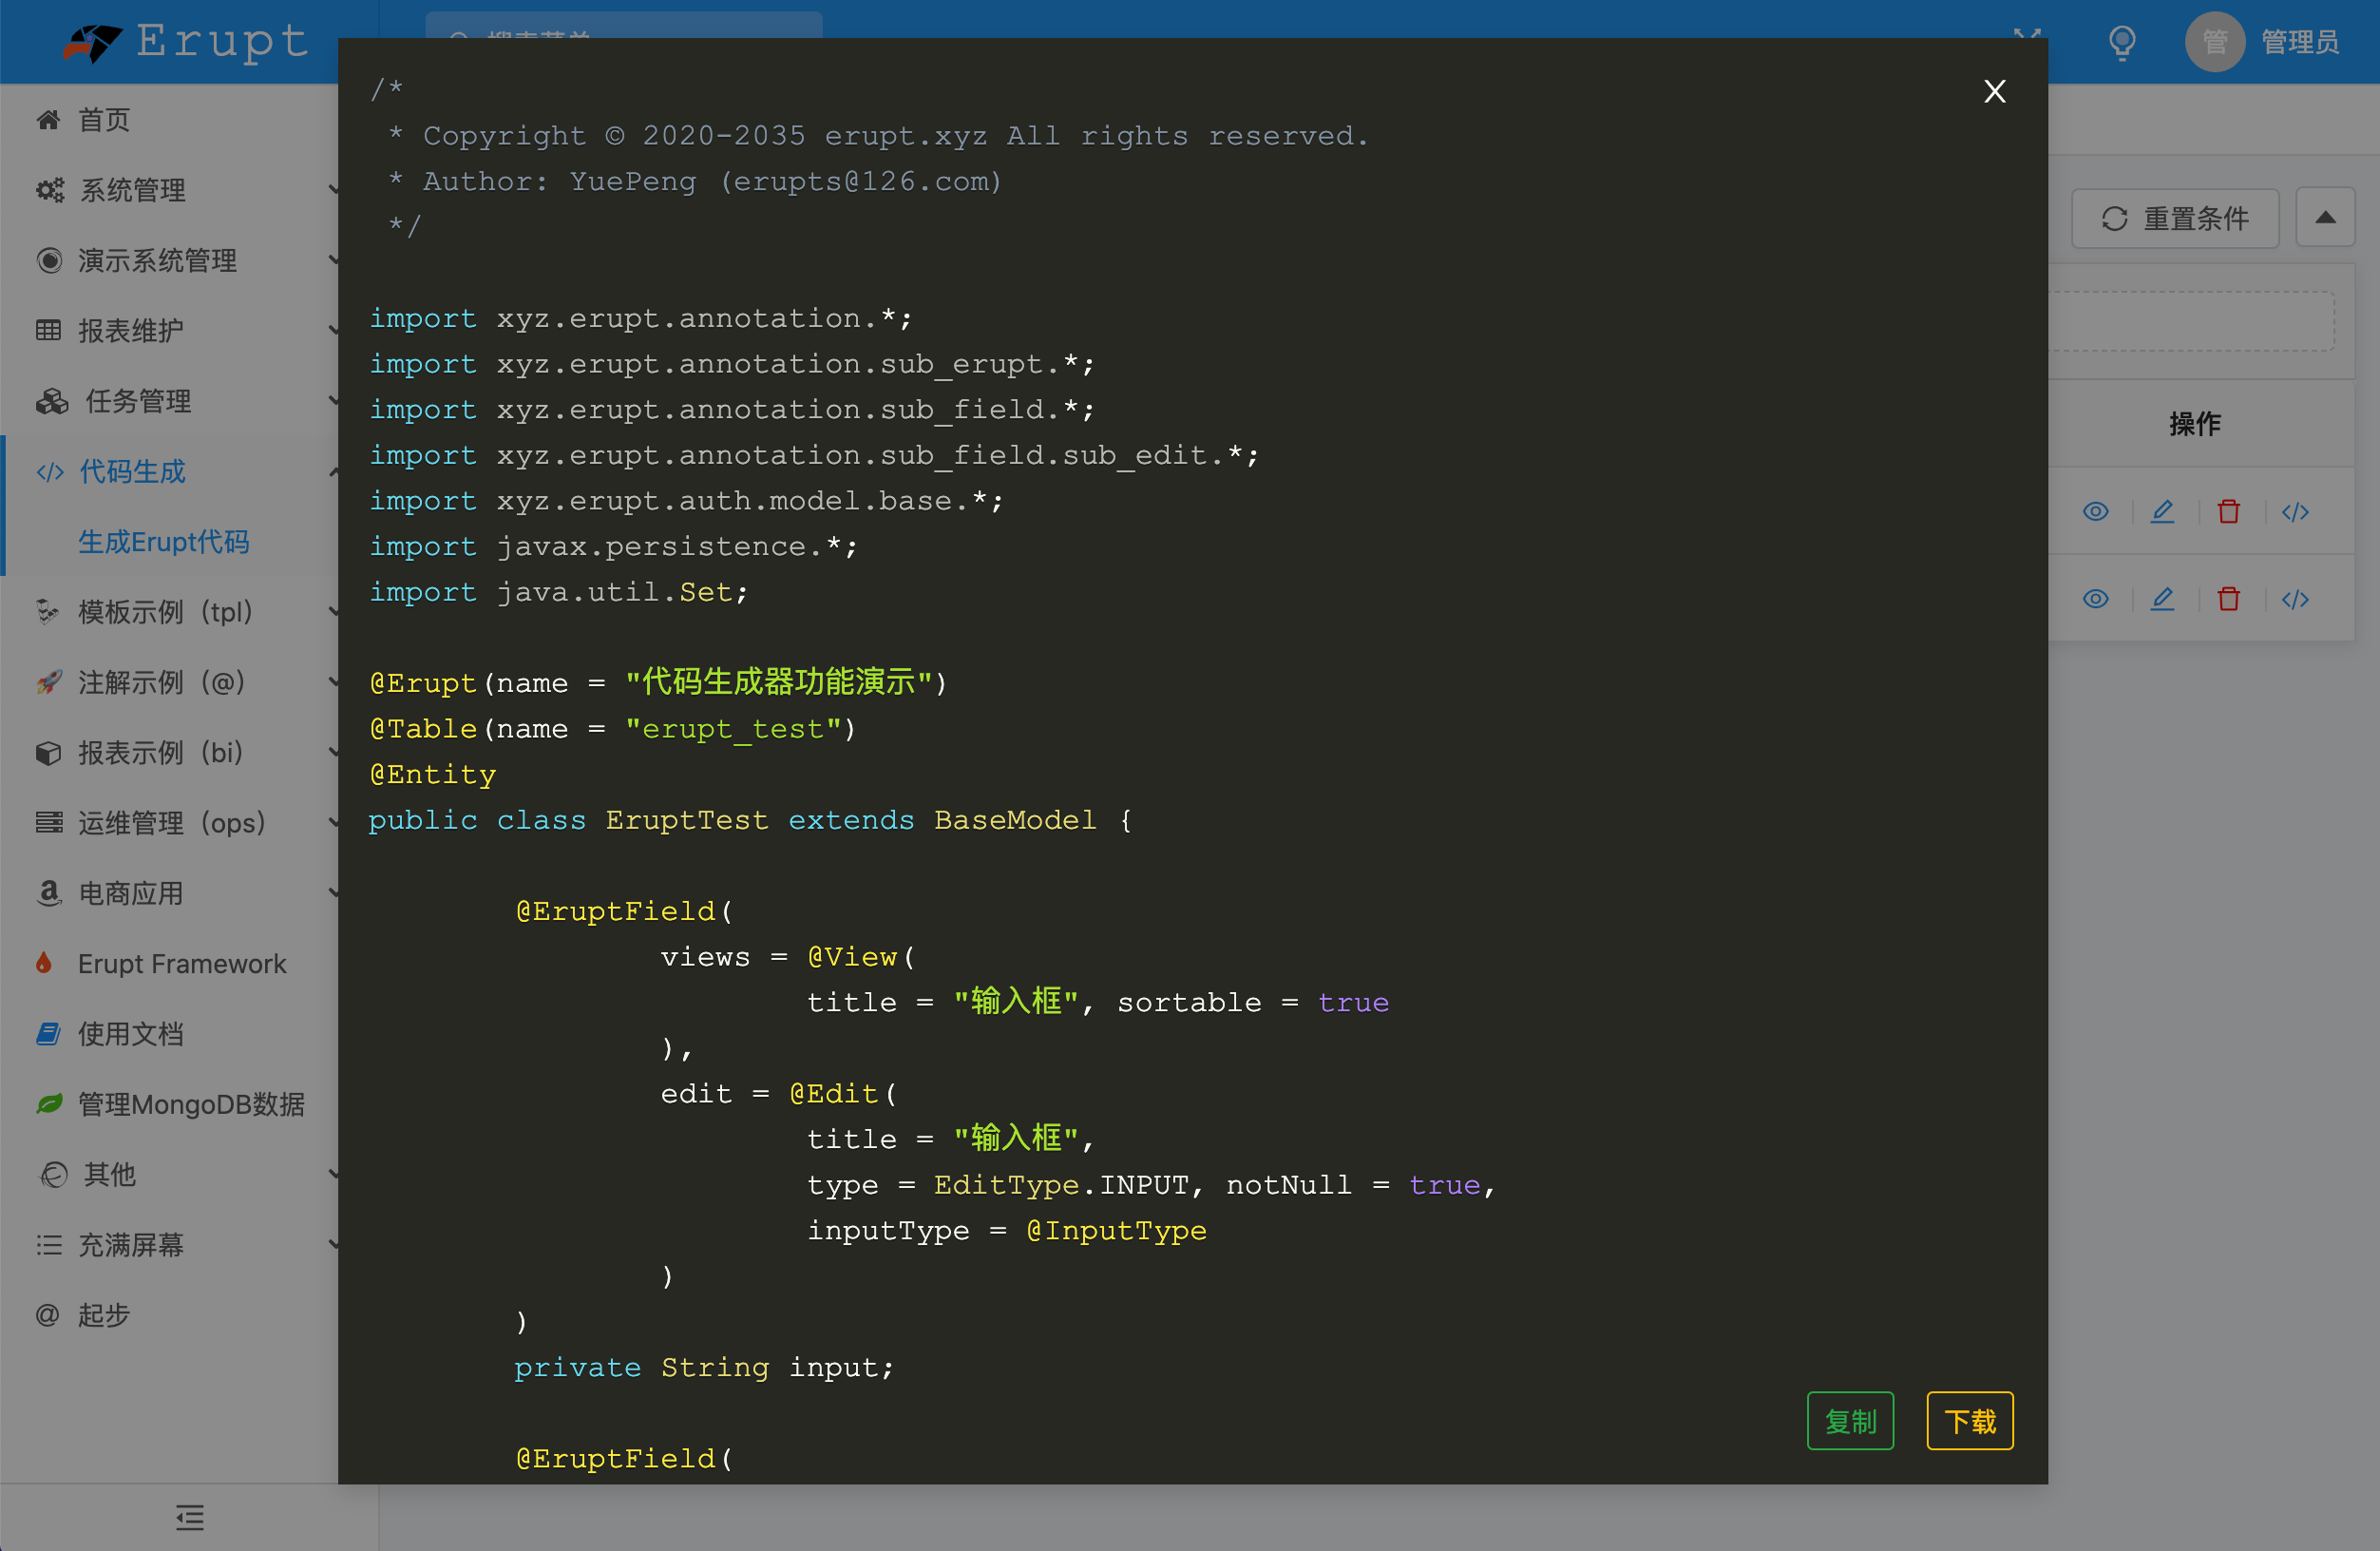 Erupt
管 管理员
首页
系统管理
演示系统管理
报表维护
任务管理
代码生成
生成Erupt代码
模板示例（tpl）
注解示例（@）
报表示例（bi）
运维管理（ops）
电商应用
Erupt Framework
使用文档
管理MongoDB数据
其他
充满屏幕
起步
X
/*
 * Copyright © 2020-2035 erupt.xyz All rights reserved.
 * Author: YuePeng (erupts@126.com)
 */
import xyz.erupt.annotation.*;
import xyz.erupt.annotation.sub_erupt.*;
import xyz.erupt.annotation.sub_field.*;
import xyz.erupt.annotation.sub_field.sub_edit.*;
import xyz.erupt.auth.model.base.*;
import javax.persistence.*;
import java.util.Set;
@Erupt(name = "代码生成器功能演示")
@Table(name = "erupt_test")
@Entity
public class EruptTest extends BaseModel {
@EruptField(
views = @View(
title = "输入框", sortable = true
),
edit = @Edit(
title = "输入框",
type = EditType.INPUT, notNull = true,
inputType = @InputType
)
)
private String input;
@EruptField(
复制 下载
重置条件
操作